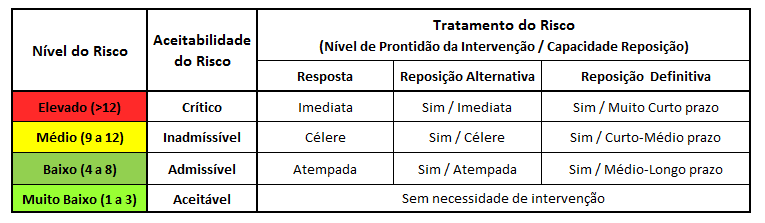 Nível do Risco
Aceitabilidade
do Risco
Tratamento do Risco
(Nível de Prontidão da Intervenção / Capacidade Reposição)
Resposta
Reposição Alternativa
Reposição Definitiva
Elevado (>12)
Crítico
Imediata
Sim / Imediata
Sim / Muito Curto prazo
Médio (9 a 12)
Inadmíssível
Célere
Sim / Célere
Sim / Curto-Médio prazo
Baixo (4 a 8)
Admissível
Atempada
Sim / Atempada
Sim / Médio-Longo prazo
Muito Baixo (1 a 3)
Aceitável
Sem necessidade de intervenção